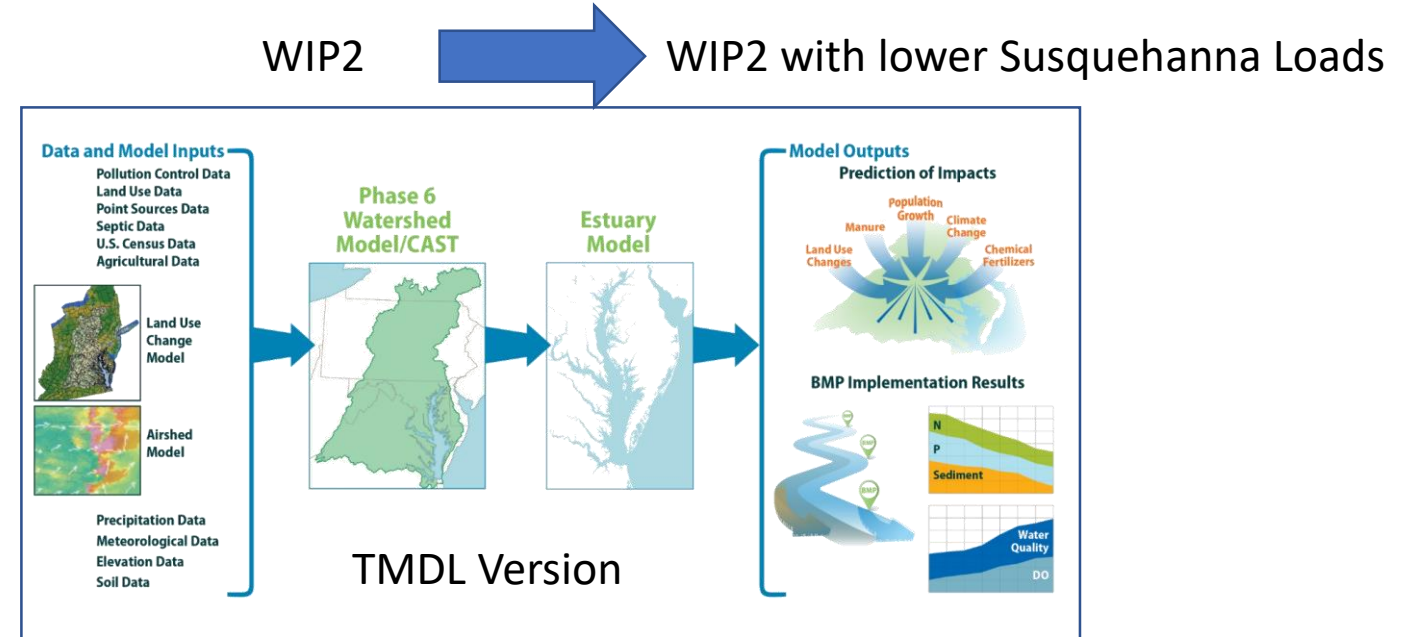 WIP2
WIP2 with lower Susquehanna Loads
Data and Model Inputs
Pollution Control Data
Land Use Data
Point Sources Data
Septic Data
U.S. Census Data
Agricultural Data
Land Use
Change
Model
Airshed
Model
Precipitation Data
Meteorological Data
Elevation Data
Soil Data
Phase 6
Watershed
Model/CAST
Estuary
Model
TMDL Version
Model Outputs
Prediction of Impacts
Land Use
Changes
Manure
Population
Growth
Climate
Change
Chemical
Fertilizers
BMP Implementation Results
BMP
BMP
N
P
Sediment
Water
Quality
DO